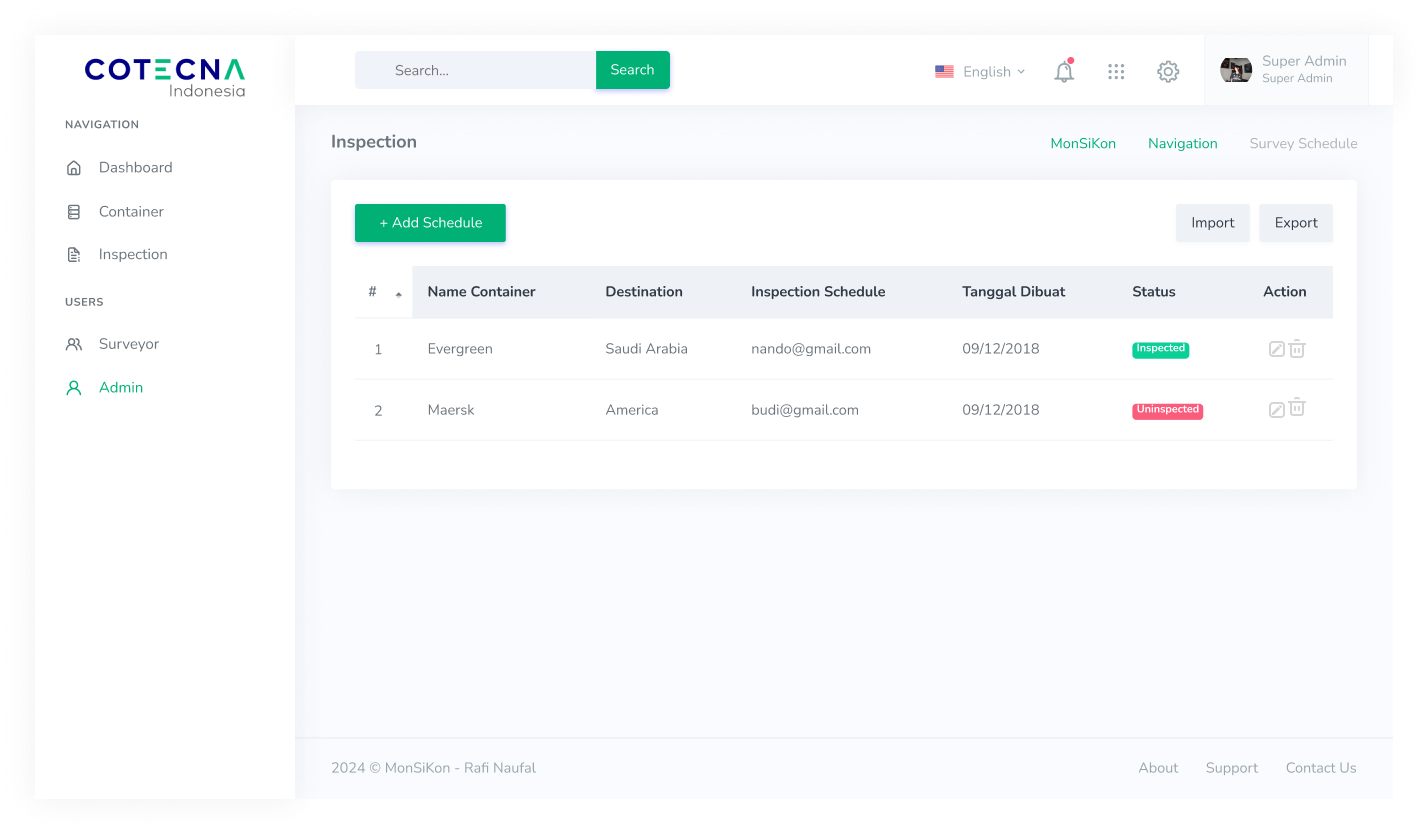 COTECNA
Indonesia
Search...
Search
English
Super Admin
Super Admin
NAVIGATION
Dashboard
Container
Inspection
USERS
Surveyor
Admin
Inspection
MonSiKon Navigation Survey Schedule
+ Add Schedule
Import
Export
# Name Container Destination Inspection Schedule Tanggal Dibuat Status Action
1 Evergreen Saudi Arabia nando@gmail.com 09/12/2018 Inspected
2 Maersk America budi@gmail.com 09/12/2018 Uninspected
2024 © MonSiKon - Rafi Naufal
About Support Contact Us